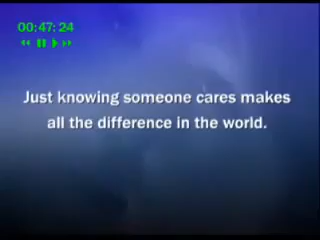 00:47:24
Just knowing someone cares makes
all the difference in the world.